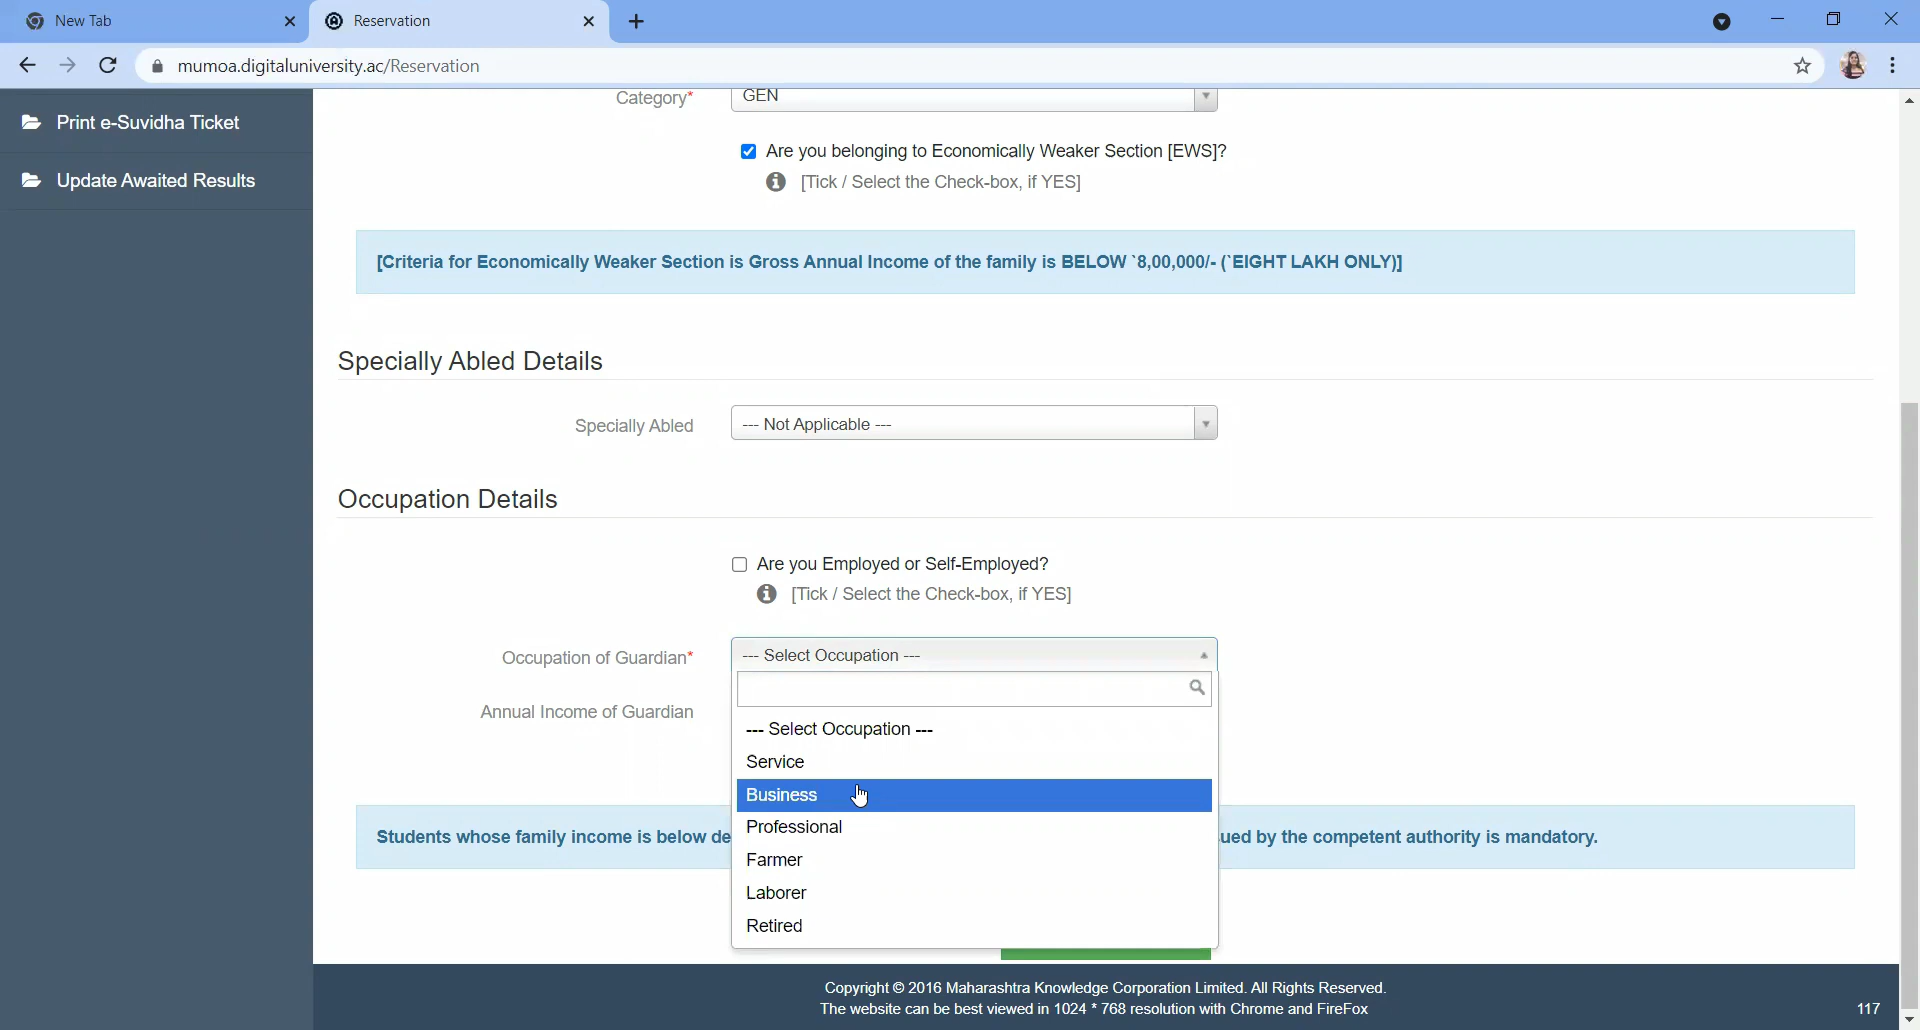 New Tab
Reservation
mumoa.digitaluniversity.ac/Reservation
Print e-Suvidha Ticket
Update Awaited Results
Category* GEN
Are you belonging to Economically Weaker Section [EWS]?
[Tick / Select the Check-box, if YES]
[Criteria for Economically Weaker Section is Gross Annual Income of the family is BELOW `8,00,000/- (`EIGHT LAKH ONLY)]
Specially Abled Details
Specially Abled --- Not Applicable ---
Occupation Details
Are you Employed or Self-Employed?
[Tick / Select the Check-box, if YES]
Occupation of Guardian* --- Select Occupation ---
Annual Income of Guardian
--- Select Occupation ---
Service
Business
Professional
Students whose family income is below de ued by the competent authority is mandatory.
Farmer
Laborer
Retired
Copyright © 2016 Maharashtra Knowledge Corporation Limited. All Rights Reserved.
The website can be best viewed in 1024 * 768 resolution with Chrome and FireFox
117